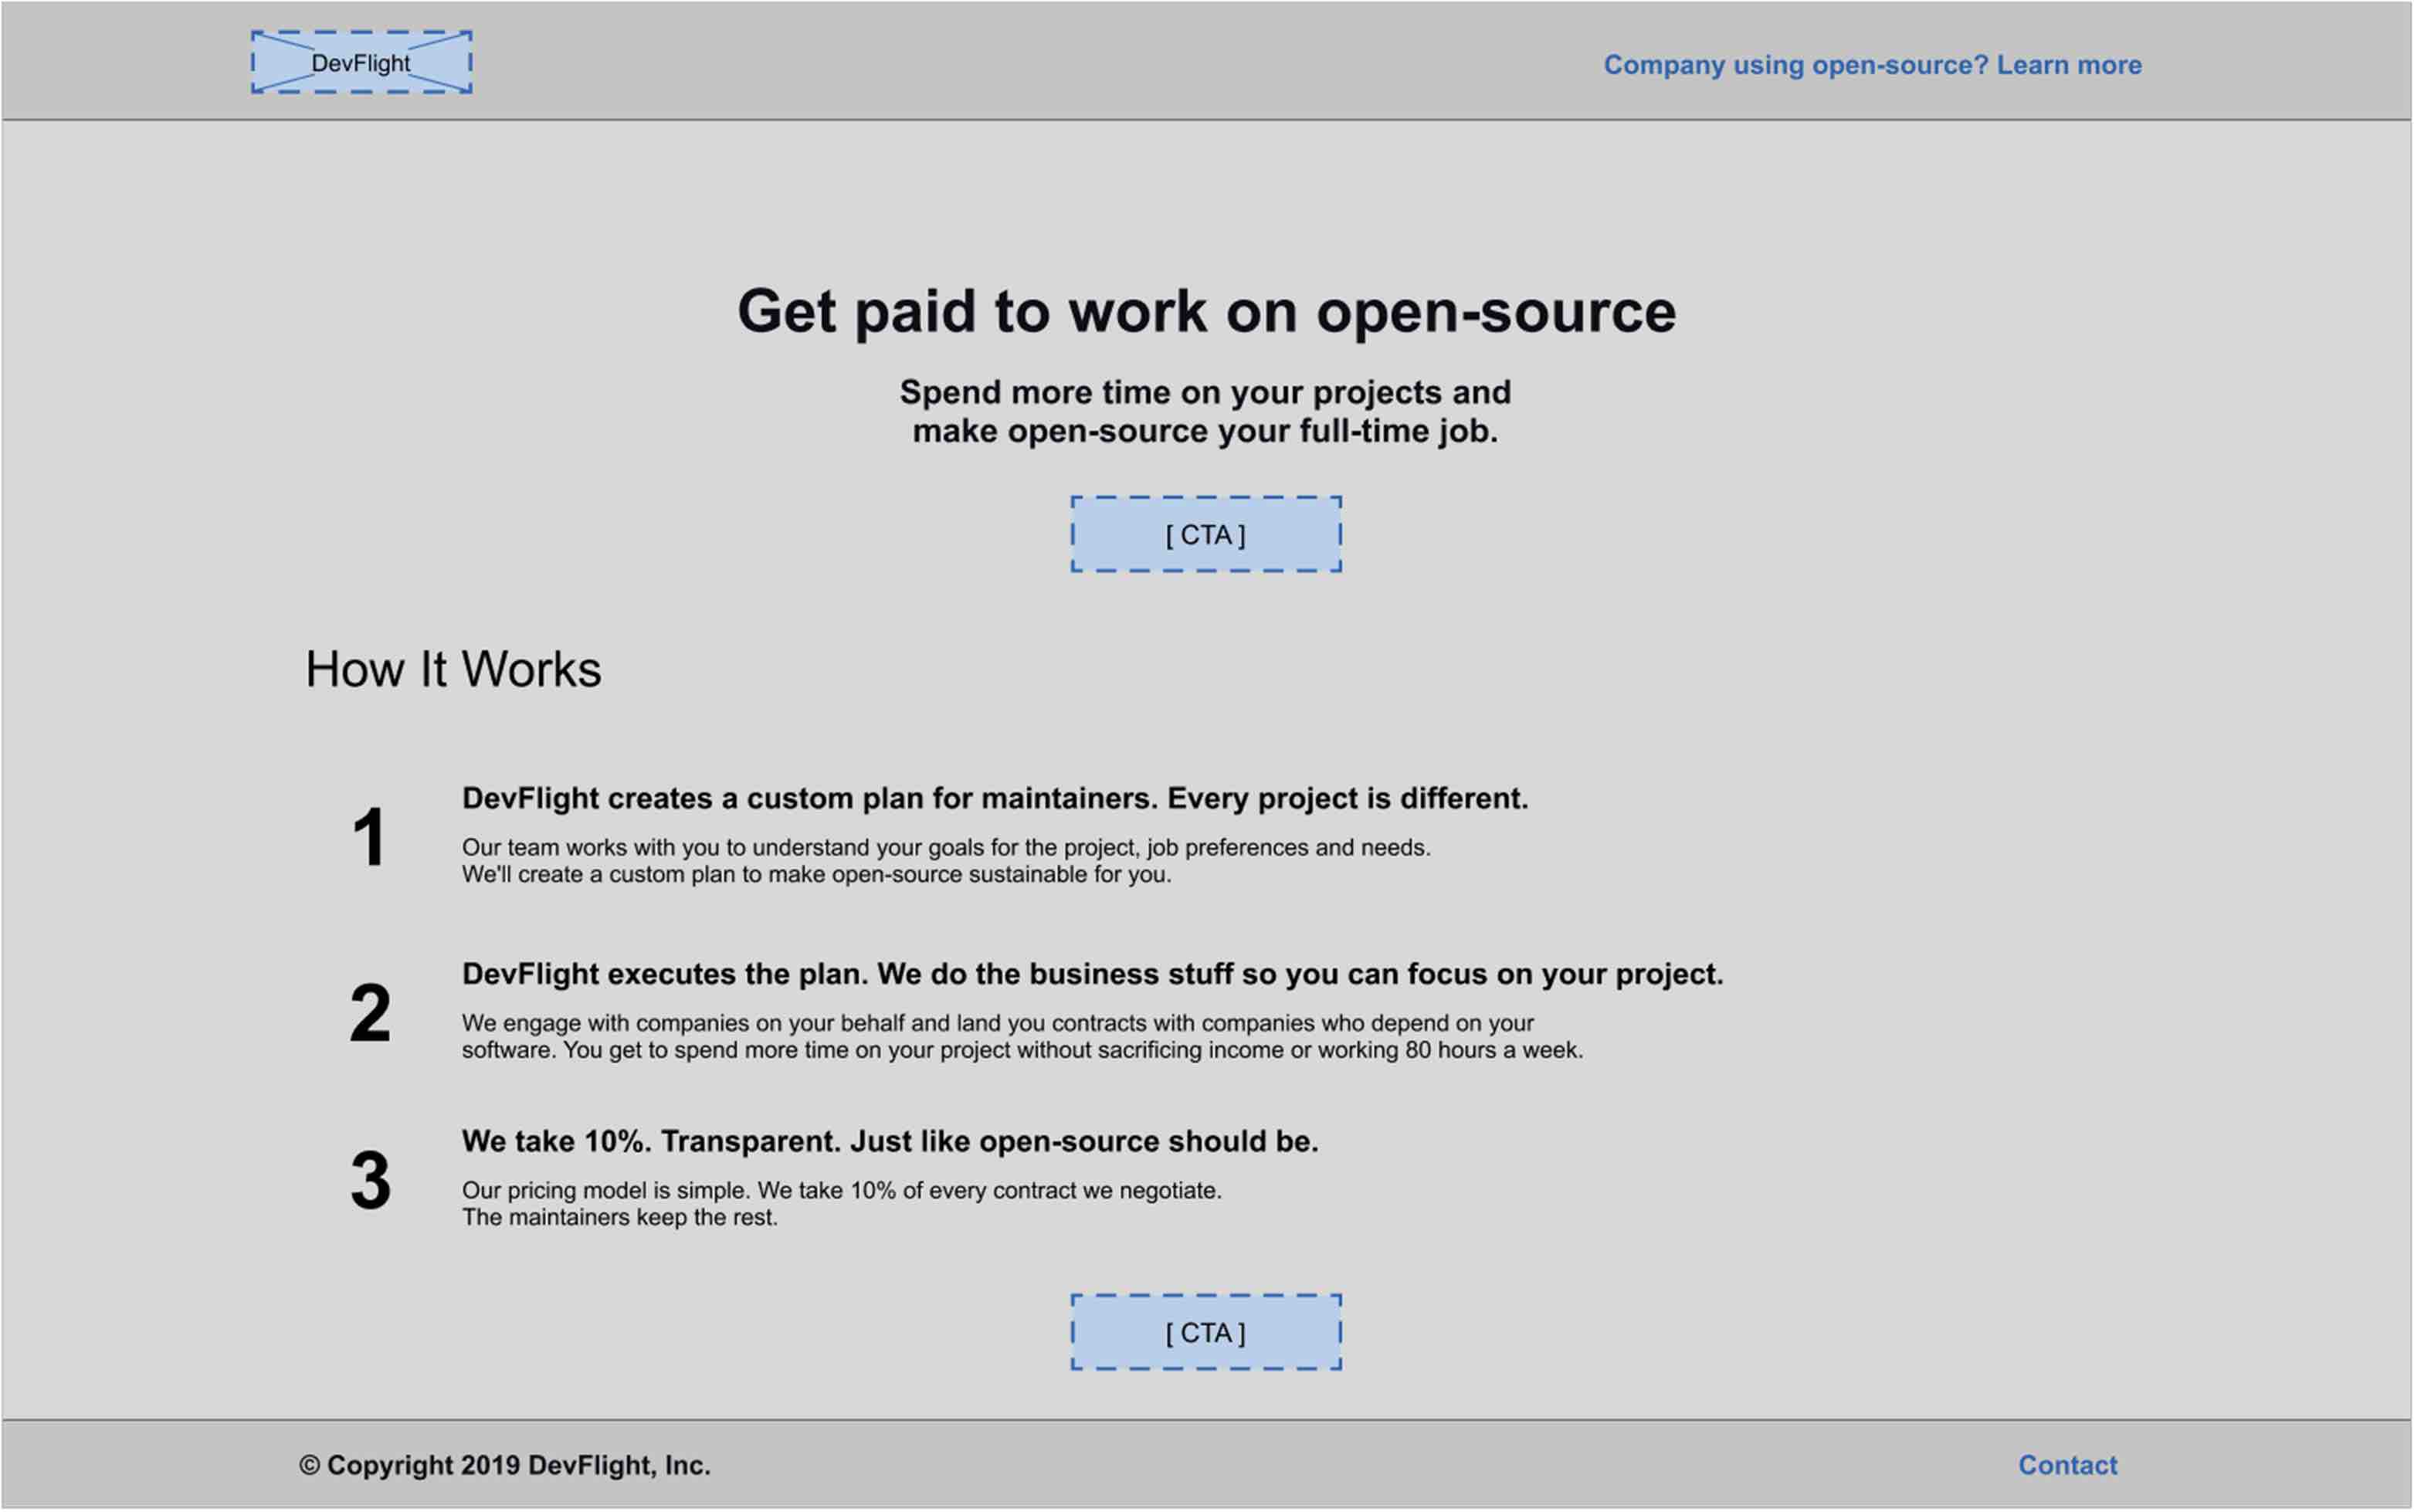 DevFlight
Company using open-source? Learn more
Get paid to work on open-source
Spend more time on your projects and
make open-source your full-time job.
[ CTA ]
How It Works
1
DevFlight creates a custom plan for maintainers. Every project is different.
Our team works with you to understand your goals for the project, job preferences and needs.
We'll create a custom plan to make open-source sustainable for you.
2
DevFlight executes the plan. We do the business stuff so you can focus on your project.
We engage with companies on your behalf and land you contracts with companies who depend on your
software. You get to spend more time on your project without sacrificing income or working 80 hours a week.
3
We take 10%. Transparent. Just like open-source should be.
Our pricing model is simple. We take 10% of every contract we negotiate.
The maintainers keep the rest.
[ CTA ]
© Copyright 2019 DevFlight, Inc.
Contact